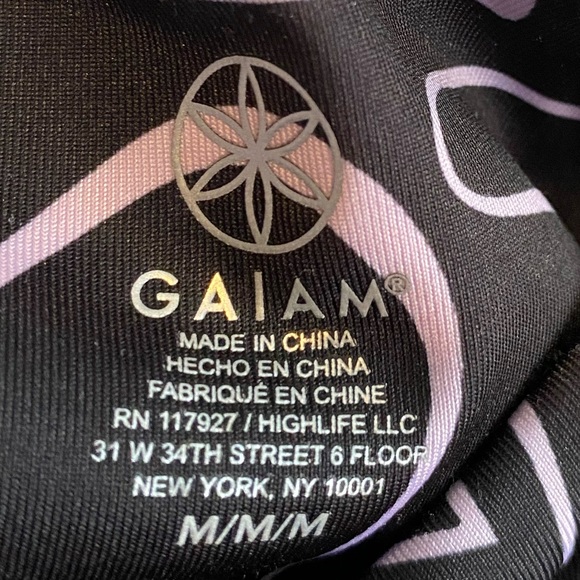 GAIAM®
MADE IN CHINA
HECHO EN CHINA
FABRIQUÉ EN CHINE
RN 117927 / HIGHLIFE LLC
31 W 34TH STREET 6 FLOOR
NEW YORK, NY 10001
M/M/M